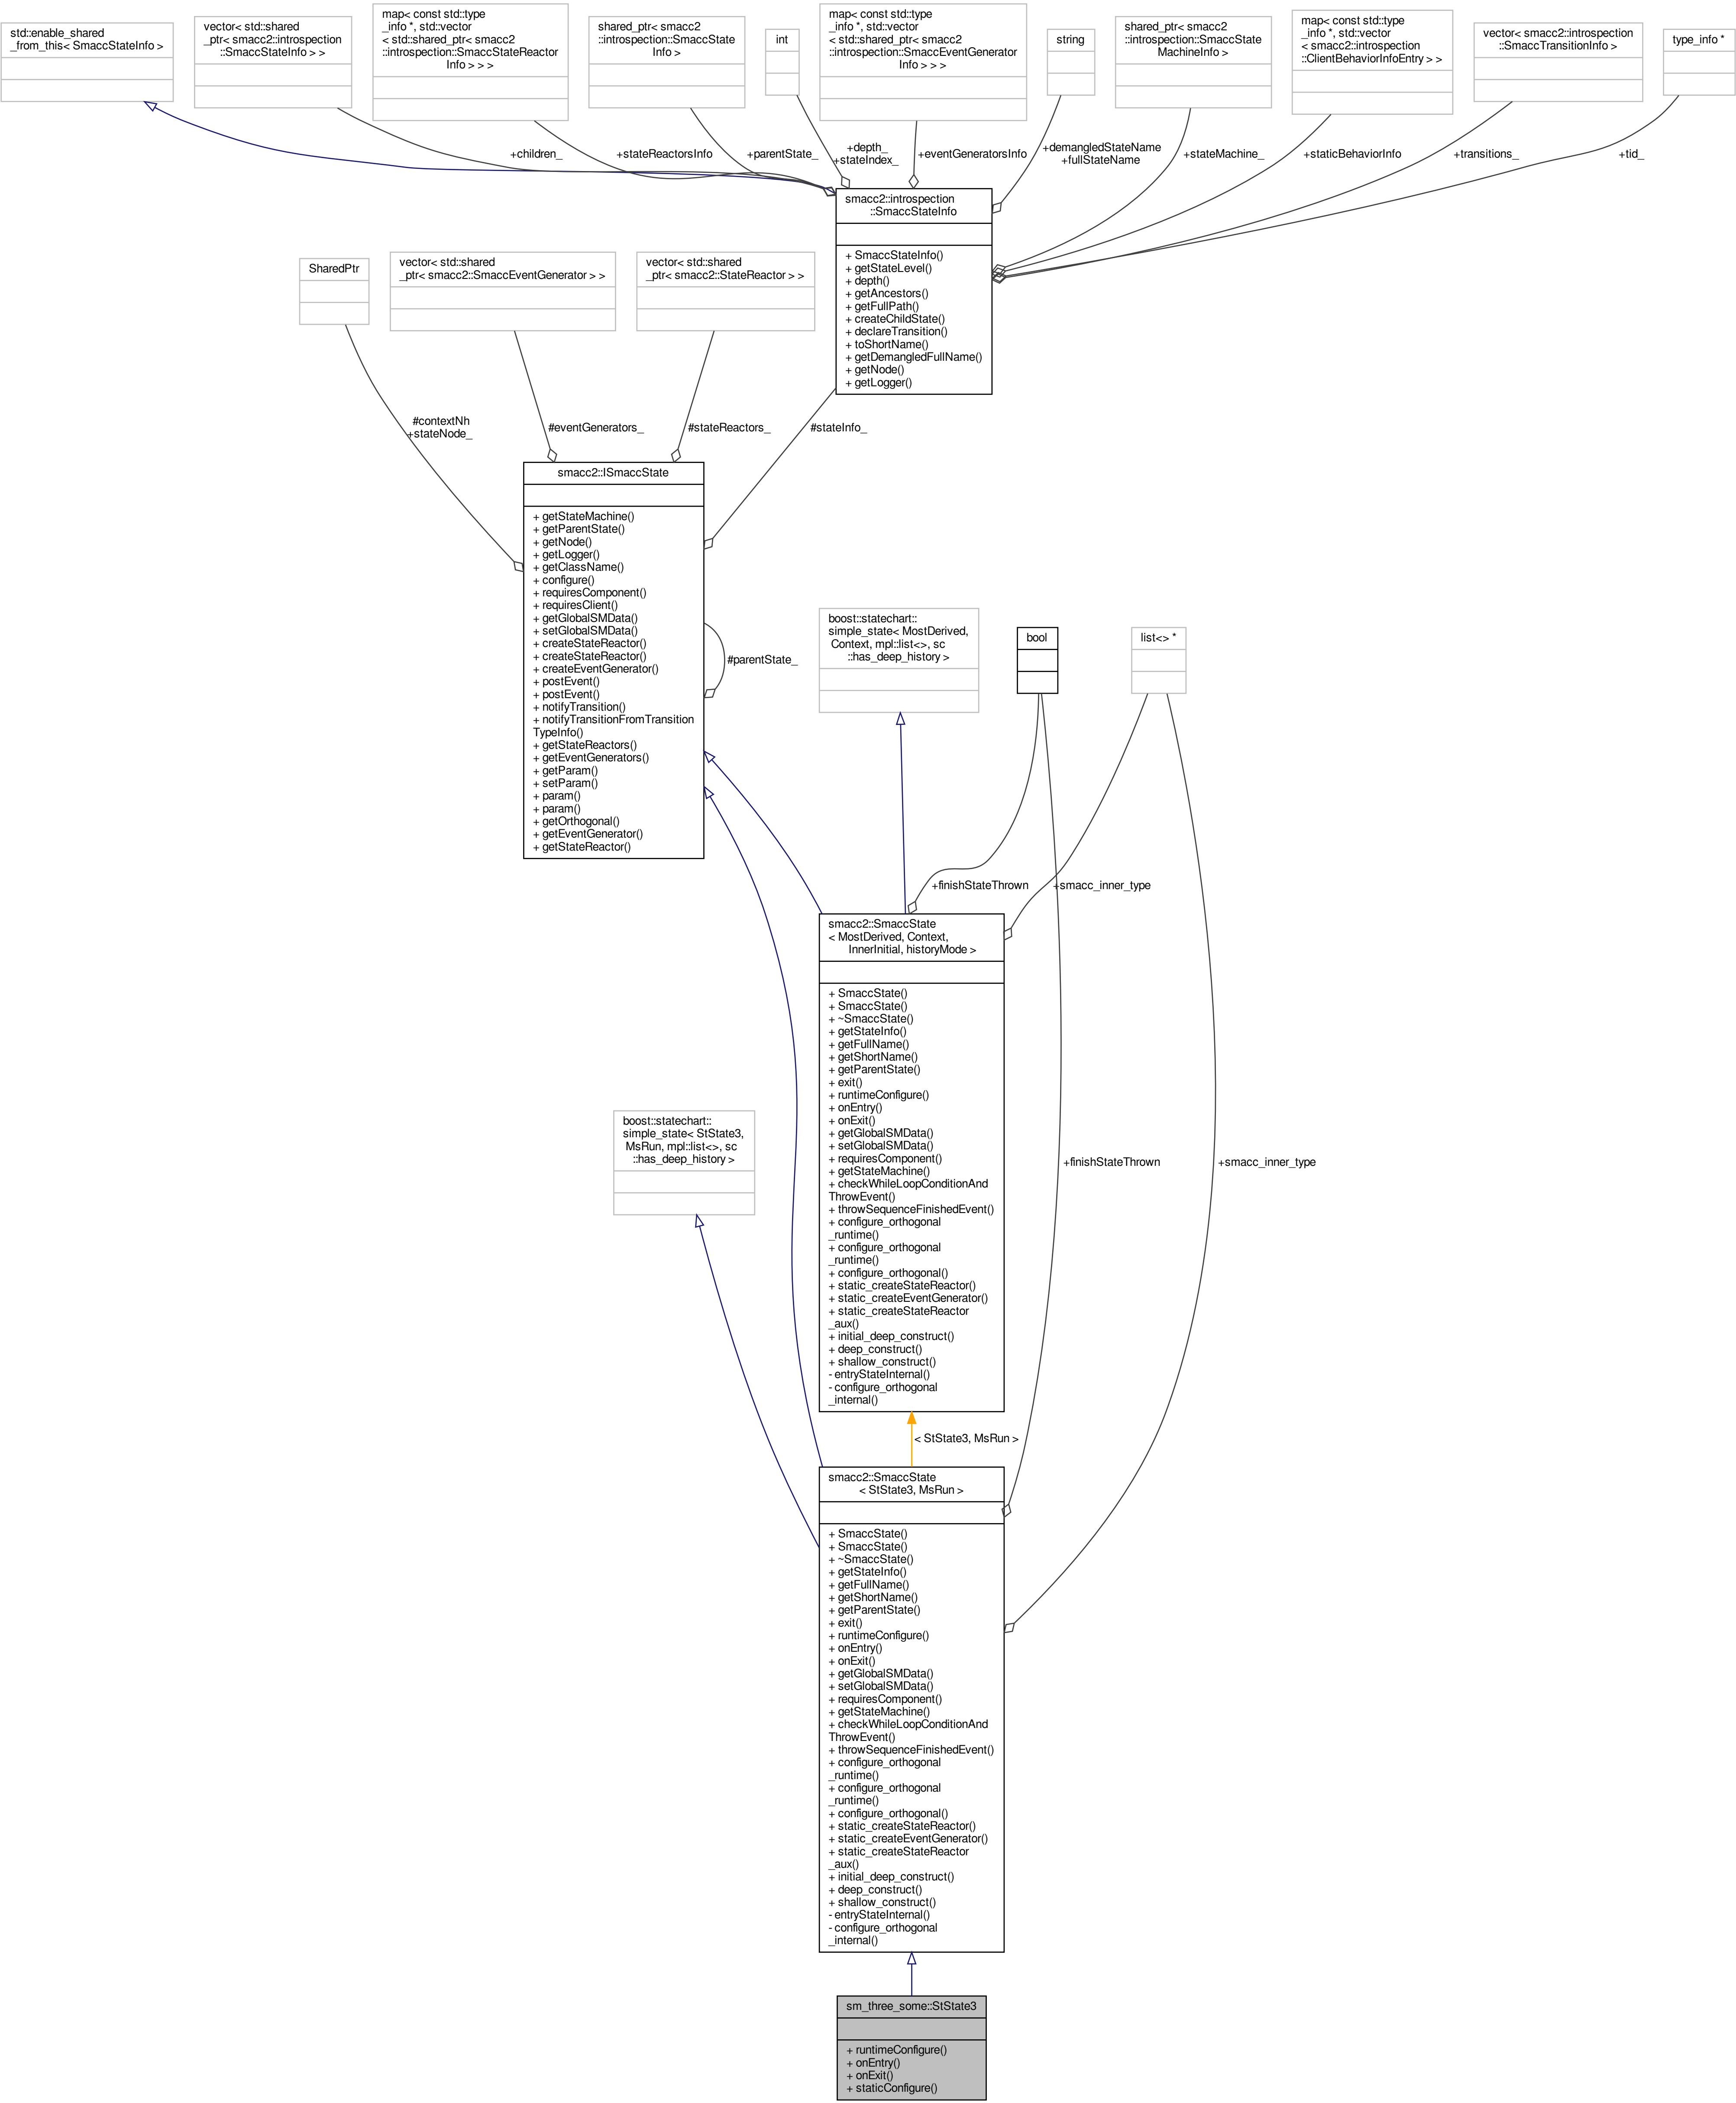 std::enable_shared
_from_this< SmaccStateInfo >
vector< std::shared
_ptr< smacc2::introspection
::SmaccStateInfo > >
map< const std::type
_info *, std::vector
< std::shared_ptr< smacc2
::introspection::SmaccStateReactor
Info > > >
shared_ptr< smacc2
::introspection::SmaccState
Info >
int
map< const std::type
_info *, std::vector
< std::shared_ptr< smacc2
::introspection::SmaccEventGenerator
Info > > >
string
shared_ptr< smacc2
::introspection::SmaccState
MachineInfo >
map< const std::type
_info *, std::vector
< smacc2::introspection
::ClientBehaviorInfoEntry > >
vector< smacc2::introspection
::SmaccTransitionInfo >
type_info *
+children_
+stateReactorsInfo
+parentState_
+depth_
+stateIndex_
+eventGeneratorsInfo
+demangledStateName
+fullStateName
+stateMachine_
+staticBehaviorInfo
+transitions_
+tid_
smacc2::introspection
::SmaccStateInfo
+ SmaccStateInfo()
+ getStateLevel()
+ depth()
+ getAncestors()
+ getFullPath()
+ createChildState()
+ declareTransition()
+ toShortName()
+ getDemangledFullName()
+ getNode()
+ getLogger()
SharedPtr
vector< std::shared
_ptr< smacc2::SmaccEventGenerator > >
vector< std::shared
_ptr< smacc2::StateReactor > >
#contextNh
+stateNode_
#eventGenerators_
#stateReactors_
#stateInfo_
smacc2::ISmaccState
+ getStateMachine()
+ getParentState()
+ getNode()
+ getLogger()
+ getClassName()
+ configure()
+ requiresComponent()
+ requiresClient()
+ getGlobalSMData()
+ setGlobalSMData()
+ createStateReactor()
+ createStateReactor()
+ createEventGenerator()
+ postEvent()
+ postEvent()
+ notifyTransition()
+ notifyTransitionFromTransition
TypeInfo()
+ getStateReactors()
+ getEventGenerators()
+ getParam()
+ setParam()
+ param()
+ param()
+ getOrthogonal()
+ getEventGenerator()
+ getStateReactor()
#parentState_
boost::statechart::
simple_state< MostDerived,
Context, mpl::list<>, sc
::has_deep_history >
bool
list<> *
+finishStateThrown
+smacc_inner_type
smacc2::SmaccState
< MostDerived, Context,
InnerInitial, historyMode >
+ SmaccState()
+ SmaccState()
+ ~SmaccState()
+ getStateInfo()
+ getFullName()
+ getShortName()
+ getParentState()
+ exit()
+ runtimeConfigure()
+ onEntry()
+ onExit()
+ getGlobalSMData()
+ setGlobalSMData()
+ requiresComponent()
+ getStateMachine()
+ checkWhileLoopConditionAnd
ThrowEvent()
+ throwSequenceFinishedEvent()
+ configure_orthogonal
_runtime()
+ configure_orthogonal
_runtime()
+ configure_orthogonal()
+ static_createStateReactor()
+ static_createEventGenerator()
+ static_createStateReactor
_aux()
+ initial_deep_construct()
+ deep_construct()
+ shallow_construct()
- entryStateInternal()
- configure_orthogonal
_internal()
boost::statechart::
simple_state< StState3,
MsRun, mpl::list<>, sc
::has_deep_history >
+finishStateThrown
+smacc_inner_type
< StState3, MsRun >
smacc2::SmaccState
< StState3, MsRun >
+ SmaccState()
+ SmaccState()
+ ~SmaccState()
+ getStateInfo()
+ getFullName()
+ getShortName()
+ getParentState()
+ exit()
+ runtimeConfigure()
+ onEntry()
+ onExit()
+ getGlobalSMData()
+ setGlobalSMData()
+ requiresComponent()
+ getStateMachine()
+ checkWhileLoopConditionAnd
ThrowEvent()
+ throwSequenceFinishedEvent()
+ configure_orthogonal
_runtime()
+ configure_orthogonal
_runtime()
+ configure_orthogonal()
+ static_createStateReactor()
+ static_createEventGenerator()
+ static_createStateReactor
_aux()
+ initial_deep_construct()
+ deep_construct()
+ shallow_construct()
- entryStateInternal()
- configure_orthogonal
_internal()
sm_three_some::StState3
+ runtimeConfigure()
+ onEntry()
+ onExit()
+ staticConfigure()